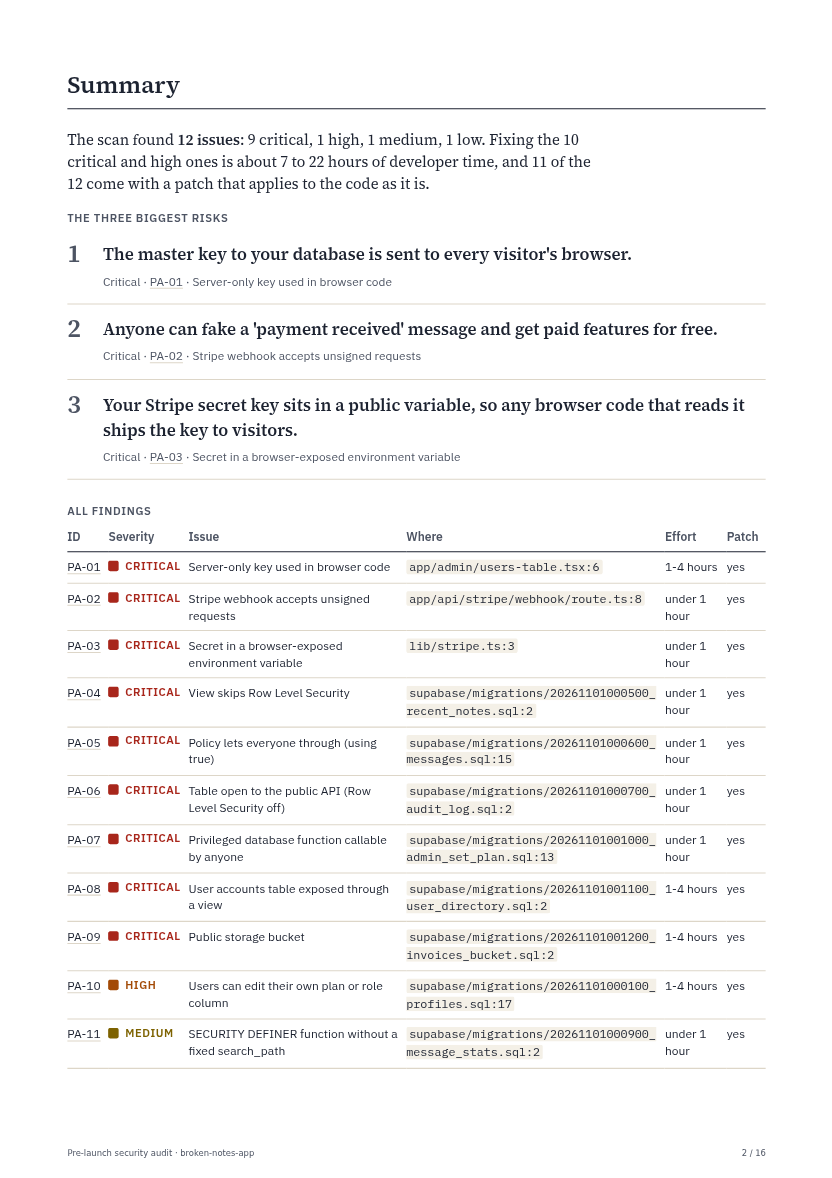 Summary
The scan found 12 issues: 9 critical, 1 high, 1 medium, 1 low. Fixing the 10
critical and high ones is about 7 to 22 hours of developer time, and 11 of the
12 come with a patch that applies to the code as it is.
THE THREE BIGGEST RISKS
1 The master key to your database is sent to every visitor's browser.
Critical · PA-01 · Server-only key used in browser code
2 Anyone can fake a 'payment received' message and get paid features for free.
Critical · PA-02 · Stripe webhook accepts unsigned requests
3 Your Stripe secret key sits in a public variable, so any browser code that reads it
ships the key to visitors.
Critical · PA-03 · Secret in a browser-exposed environment variable
ALL FINDINGS
ID Severity Issue Where Effort Patch
PA-01 CRITICAL Server-only key used in browser code app/admin/users-table.tsx:6 1-4 hours yes
PA-02 CRITICAL Stripe webhook accepts unsigned app/api/stripe/webhook/route.ts:8 under 1 yes
requests hour
PA-03 CRITICAL Secret in a browser-exposed lib/stripe.ts:3 under 1 yes
environment variable hour
PA-04 CRITICAL View skips Row Level Security supabase/migrations/20261101000500_ under 1 yes
recent_notes.sql:2 hour
PA-05 CRITICAL Policy lets everyone through (using supabase/migrations/20261101000600_ under 1 yes
true) messages.sql:15 hour
PA-06 CRITICAL Table open to the public API (Row supabase/migrations/20261101000700_ under 1 yes
Level Security off) audit_log.sql:2 hour
PA-07 CRITICAL Privileged database function callable supabase/migrations/20261101001000_ under 1 yes
by anyone admin_set_plan.sql:13 hour
PA-08 CRITICAL User accounts table exposed through supabase/migrations/20261101001100_ 1-4 hours yes
a view user_directory.sql:2
PA-09 CRITICAL Public storage bucket supabase/migrations/20261101001200_ 1-4 hours yes
invoices_bucket.sql:2
PA-10 HIGH Users can edit their own plan or role supabase/migrations/20261101000100_ 1-4 hours yes
column profiles.sql:17
PA-11 MEDIUM SECURITY DEFINER function without a supabase/migrations/20261101000900_ under 1 yes
fixed search_path message_stats.sql:2 hour
Pre-launch security audit · broken-notes-app 2 / 16